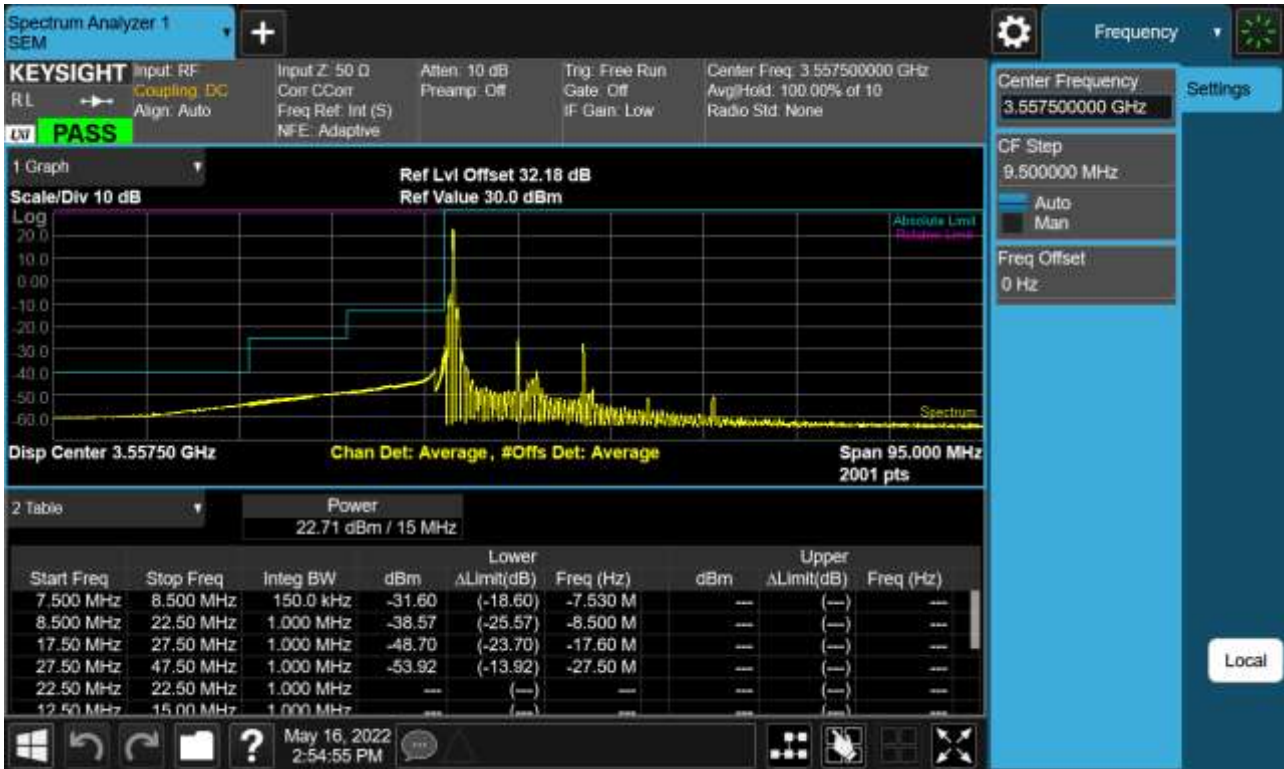 Spectrum Analyzer 1
SEM
+
Frequency
KEYSIGHT
RL
LXI
PASS
Input: RF
Coupling: DC
Align: Auto
Input Z: 50 Ω
Corr CCorr
Freq Ref: Int (S)
NFE: Adaptive
Atten: 10 dB
Preamp: Off
Trig: Free Run
Gate: Off
IF Gain: Low
Center Freq: 3.557500000 GHz
Avg|Hold: 100.00% of 10
Radio Std: None
1 Graph
Scale/Div 10 dB
Ref Lvl Offset 32.18 dB
Ref Value 30.0 dBm
Log
20.0
10.0
0.00
-10.0
-20.0
-30.0
-40.0
-50.0
-60.0
Absolute Limit
Relative Limit
Spectrum
Disp Center 3.55750 GHz
Chan Det: Average, #Offs Det: Average
Span 95.000 MHz
2001 pts
2 Table
Power
22.71 dBm / 15 MHz
Lower Upper
Start Freq Stop Freq Integ BW dBm ΔLimit(dB) Freq (Hz) dBm ΔLimit(dB) Freq (Hz)
7.500 MHz 8.500 MHz 150.0 kHz -31.60 (-18.60) -7.530 M --- (---) ---
8.500 MHz 22.50 MHz 1.000 MHz -38.57 (-25.57) -8.500 M --- (---) ---
17.50 MHz 27.50 MHz 1.000 MHz -48.70 (-23.70) -17.60 M --- (---) ---
27.50 MHz 47.50 MHz 1.000 MHz -53.92 (-13.92) -27.50 M --- (---) ---
22.50 MHz 22.50 MHz 1.000 MHz --- (---) --- --- (---) ---
12.50 MHz 15.00 MHz 1.000 MHz --- (---) --- --- (---) ---
?
May 16, 2022
2:54:55 PM
Center Frequency
3.557500000 GHz
CF Step
9.500000 MHz
Auto
Man
Freq Offset
0 Hz
Settings
Local